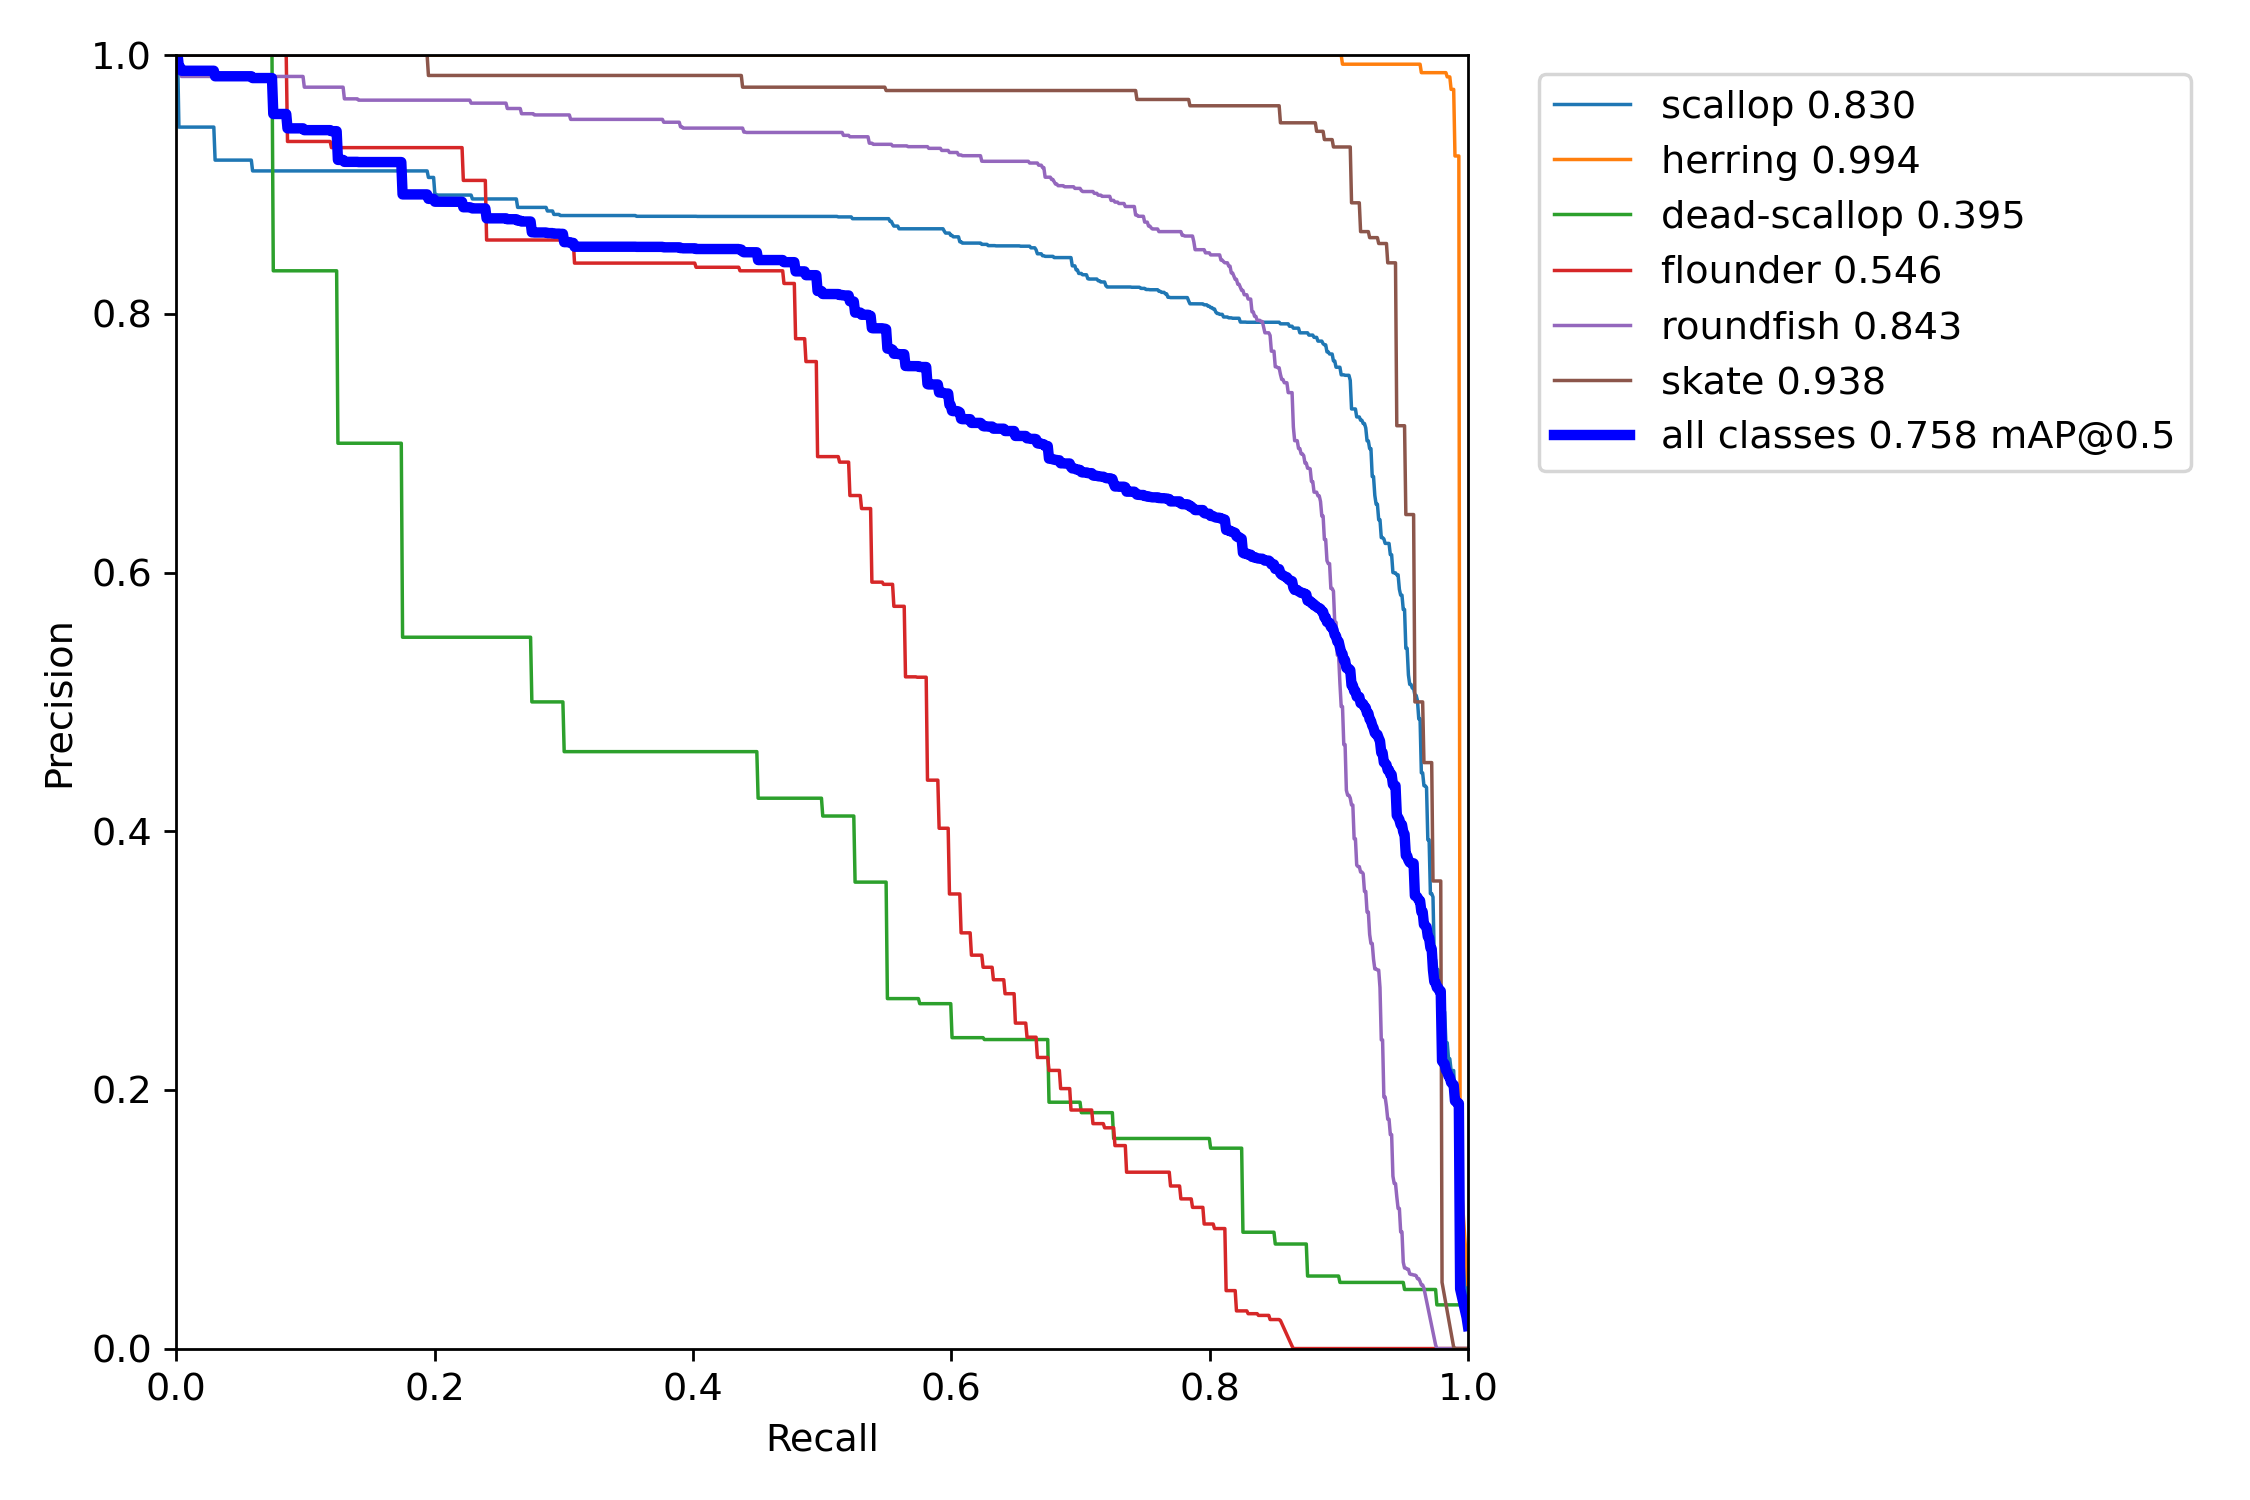 1.0
0.8
0.6
0.4
0.2
0.0
Precision
0.0 0.2 0.4 0.6 0.8 1.0
Recall
scallop 0.830
herring 0.994
dead-scallop 0.395
flounder 0.546
roundfish 0.843
skate 0.938
all classes 0.758 mAP@0.5